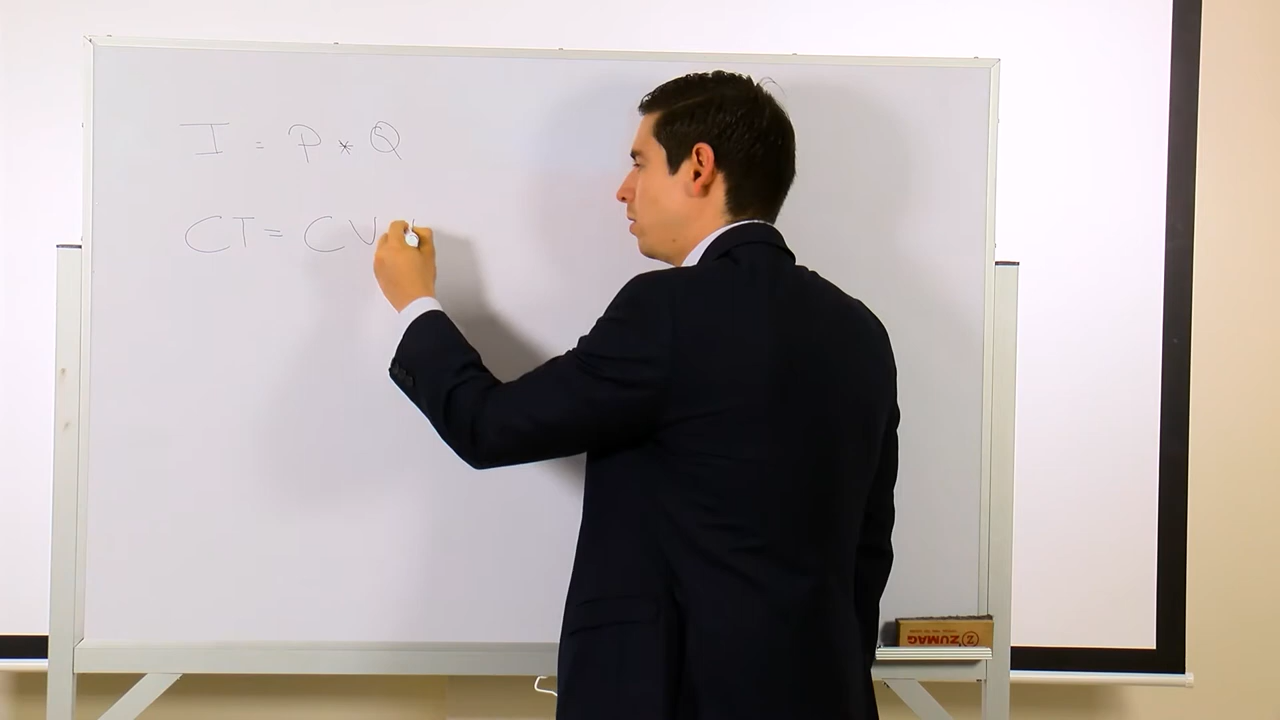 I = P * Q
CT = CV
ZUMAG